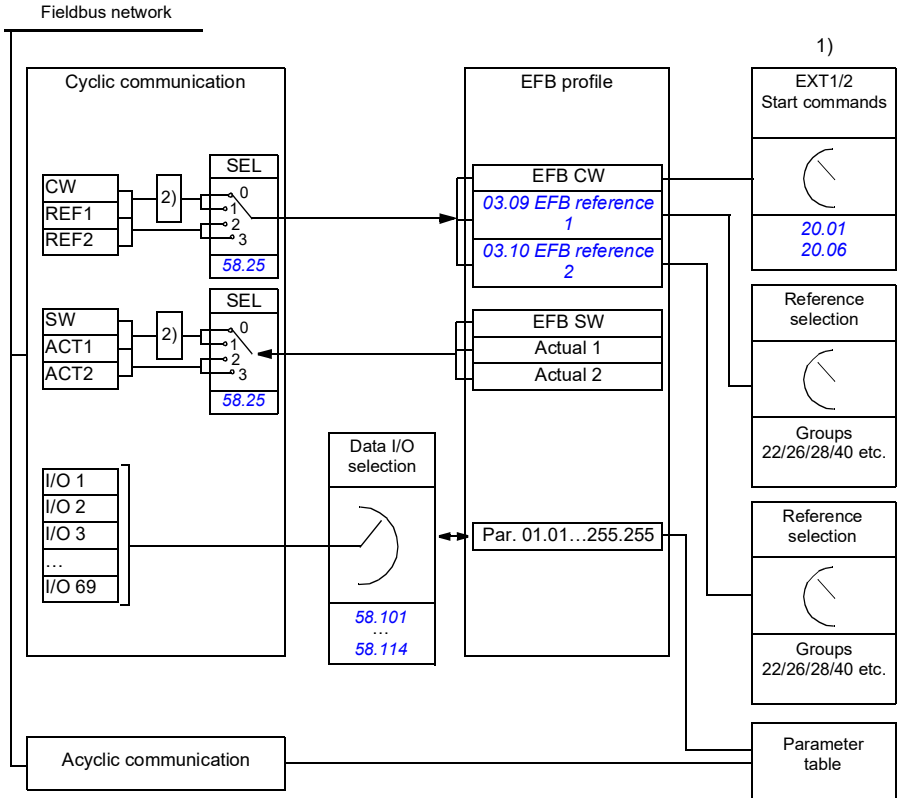 Fieldbus network
1)
Cyclic communication
EFB profile
EXT1/2
Start commands
20.01
20.06
CW
REF1
REF2
2)
SEL
0
1
2
3
58.25
EFB CW
03.09 EFB reference
1
03.10 EFB reference
2
SW
ACT1
ACT2
2)
SEL
0
1
2
3
58.25
EFB SW
Actual 1
Actual 2
Reference
selection
Groups
22/26/28/40 etc.
I/O 1
I/O 2
I/O 3
…
I/O 69
Data I/O
selection
58.101
…
58.114
Par. 01.01…255.255
Reference
selection
Groups
22/26/28/40 etc.
Acyclic communication
Parameter
table